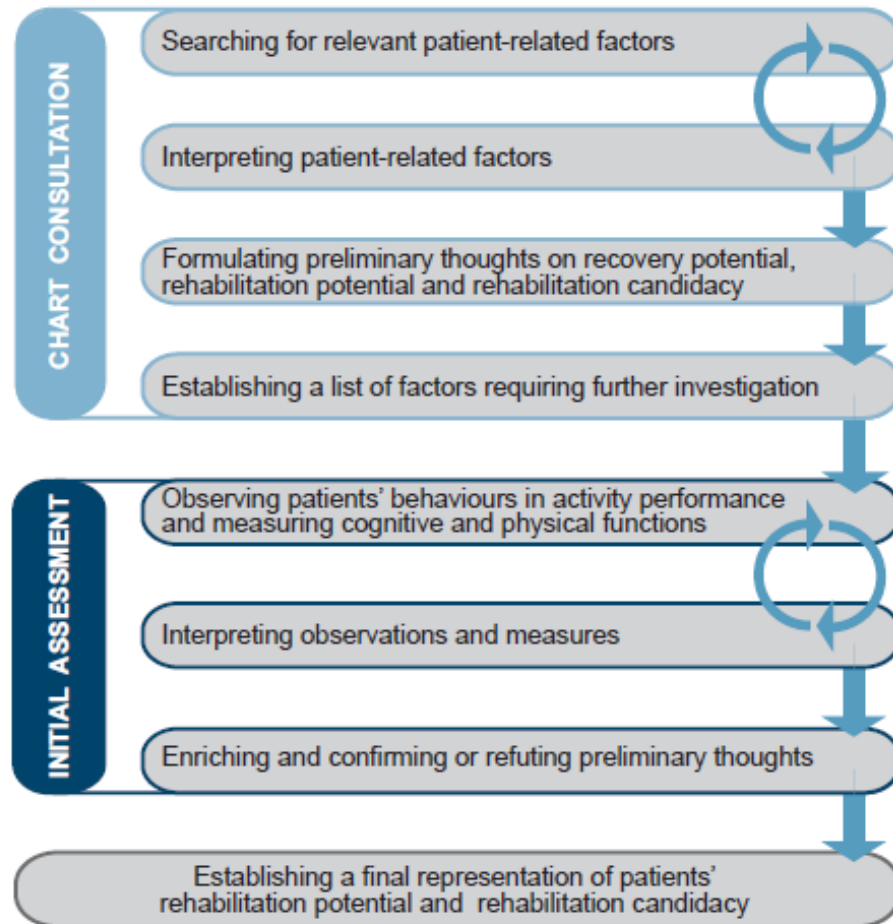 CHART CONSULTATION
Searching for relevant patient-related factors
Interpreting patient-related factors
Formulating preliminary thoughts on recovery potential,
rehabilitation potential and rehabilitation candidacy
Establishing a list of factors requiring further investigation
INITIAL ASSESSMENT
Observing patients' behaviours in activity performance
and measuring cognitive and physical functions
Interpreting observations and measures
Enriching and confirming or refuting preliminary thoughts
Establishing a final representation of patients'
rehabilitation potential and rehabilitation candidacy